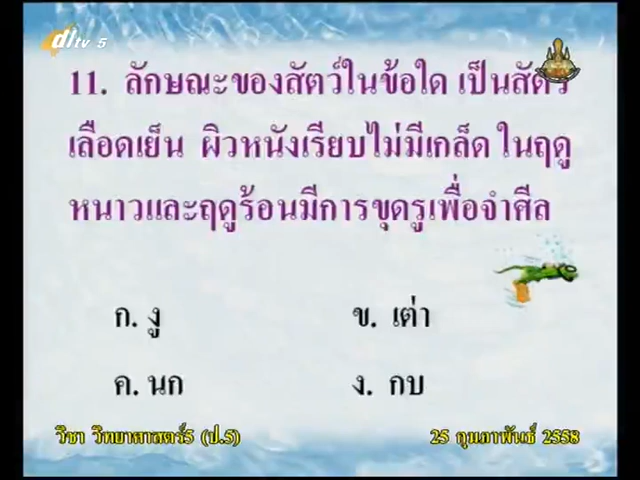 dltv 5
11. ลักษณะของสัตว์ในข้อใด เป็นสัตว์
เลือดเย็น ผิวหนังเรียบไม่มีเกล็ด ในฤดู
หนาวและฤดูร้อนมีการขุดรูเพื่อจำศีล
ก. งู ข. เต่า
ค. นก ง. กบ
วิชา วิทยาศาสตร์5 (ป.5) 25 กุมภาพันธ์ 2558